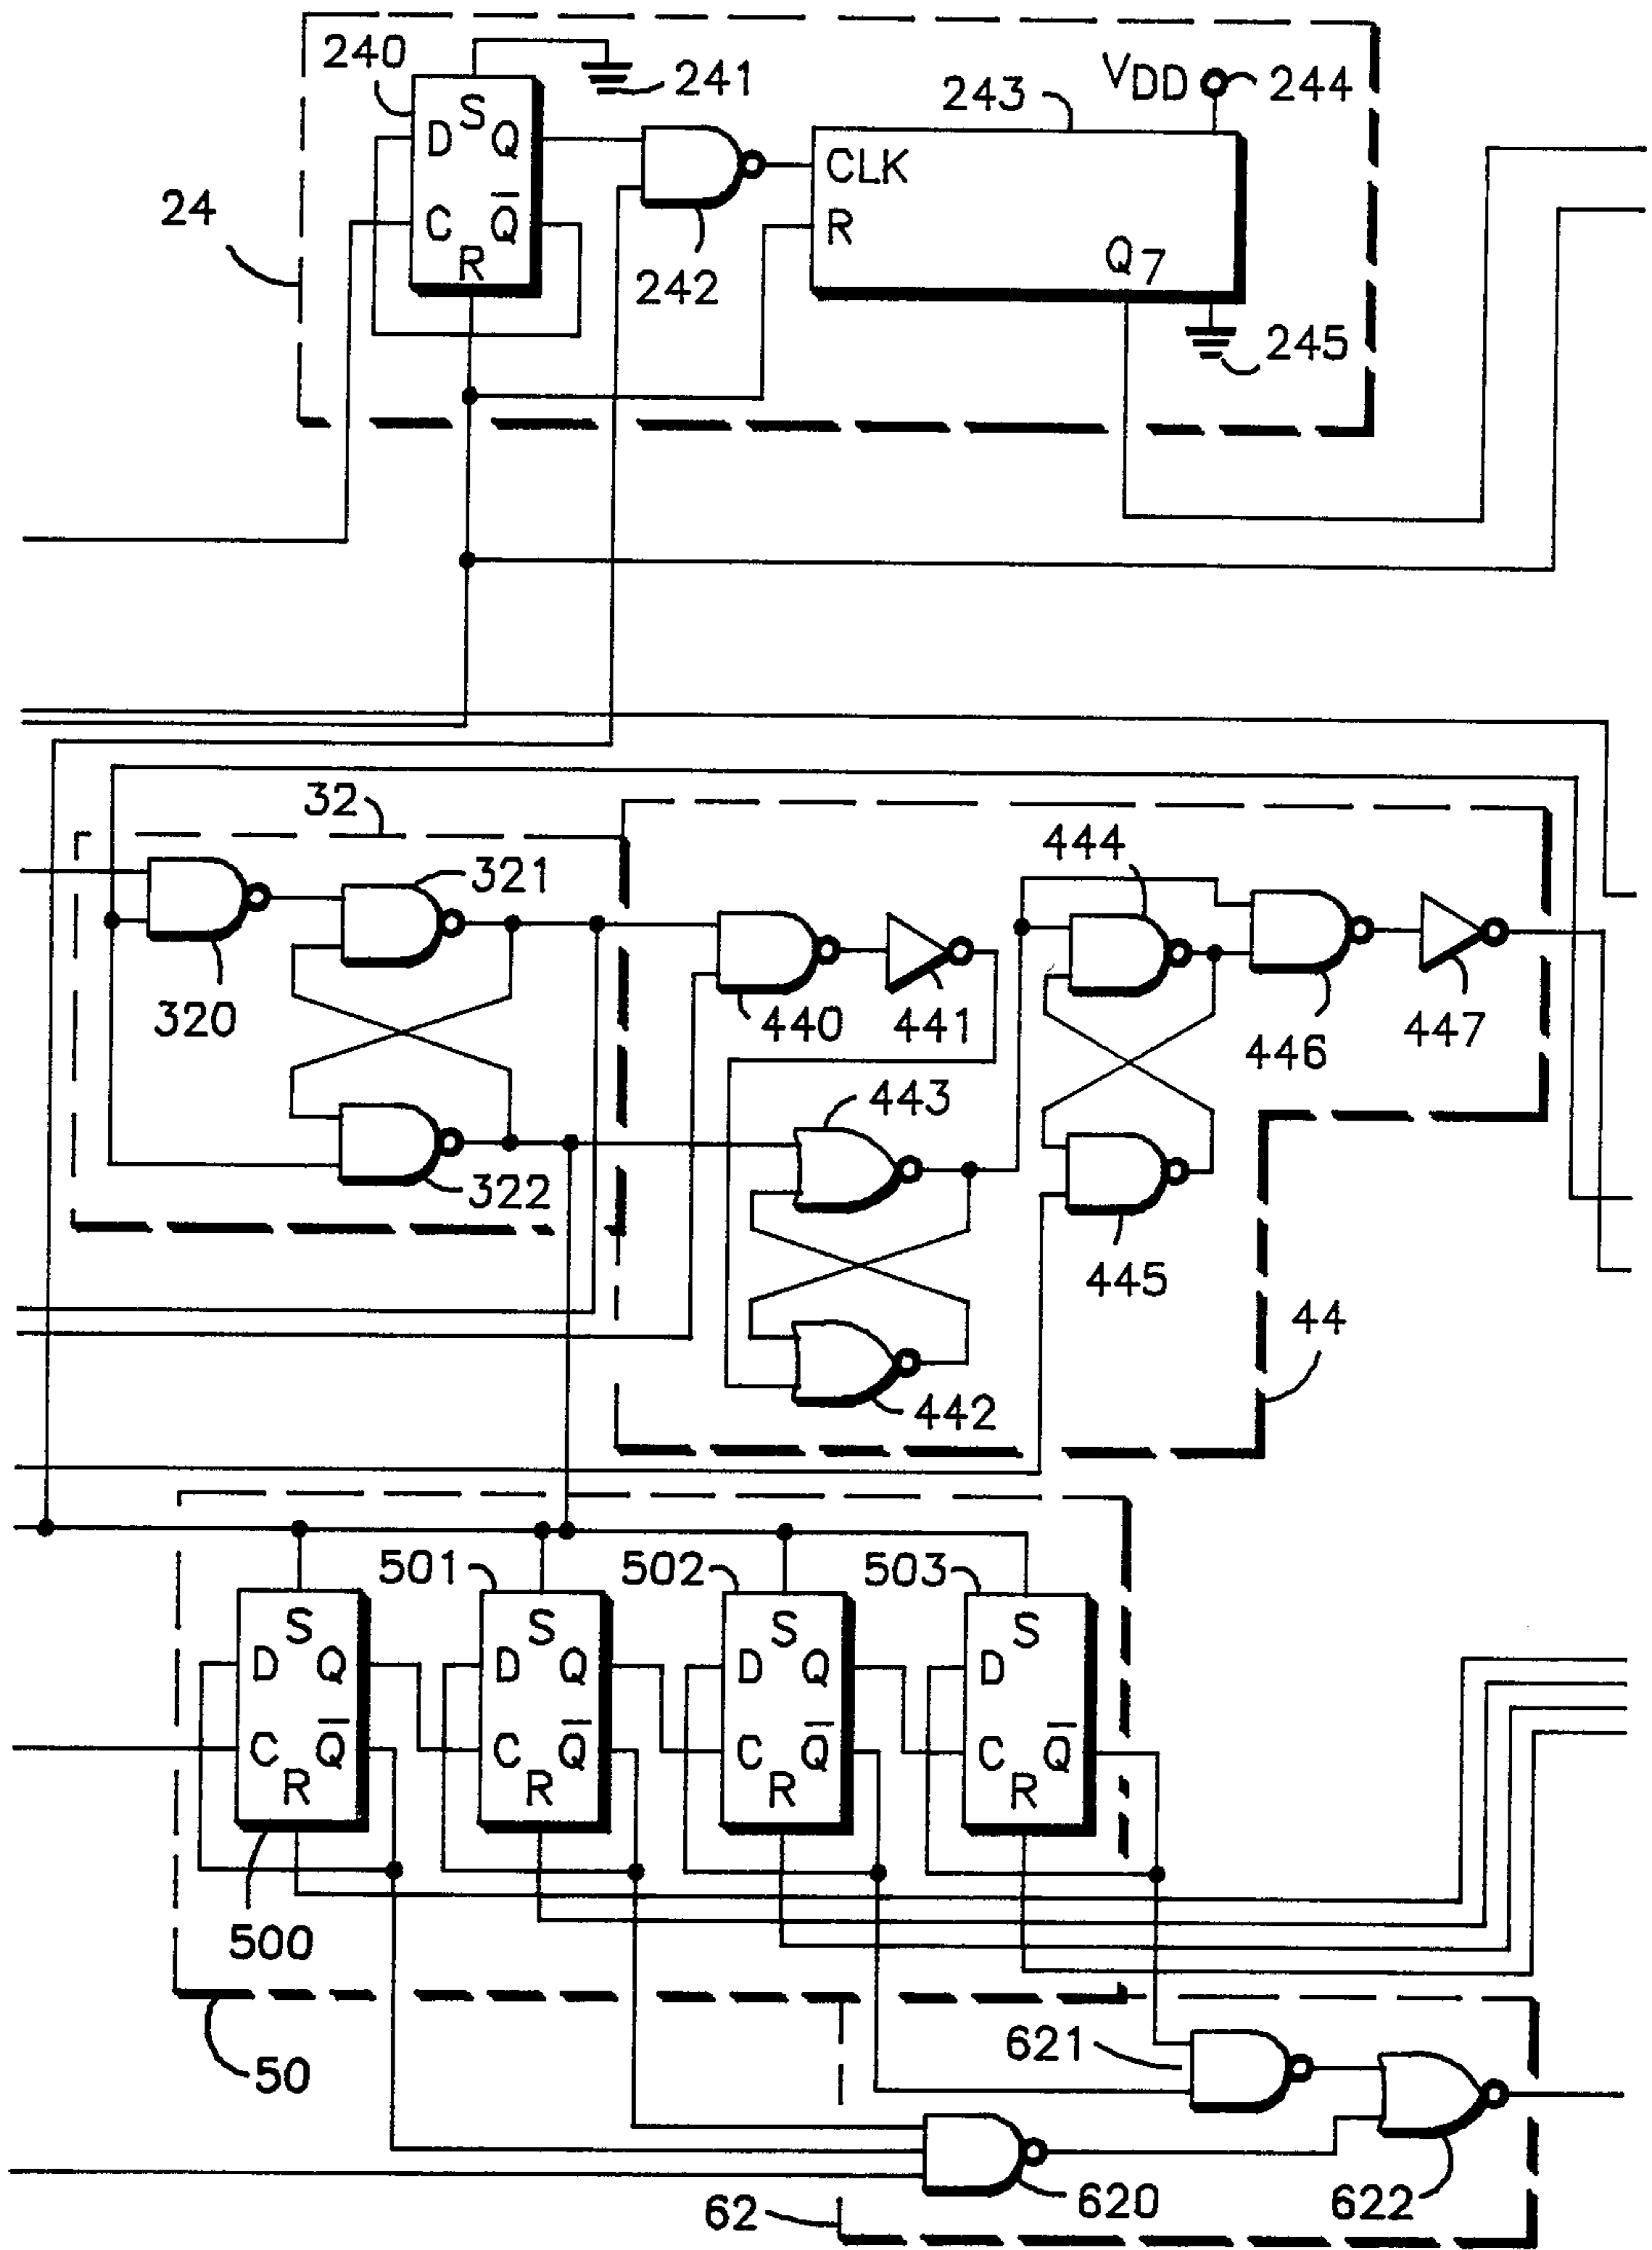 240
241
VDD 244
243
S
D Q
CLK
24
C Q̅
R
R
Q7
242
245
32
444
321
320
440
441
446
447
443
322
445
44
442
501 502 503
S S S S
D Q D Q D Q D
C Q̅ C Q̅ C Q̅ C Q̅
R R R R
500
621
50
620
62
622